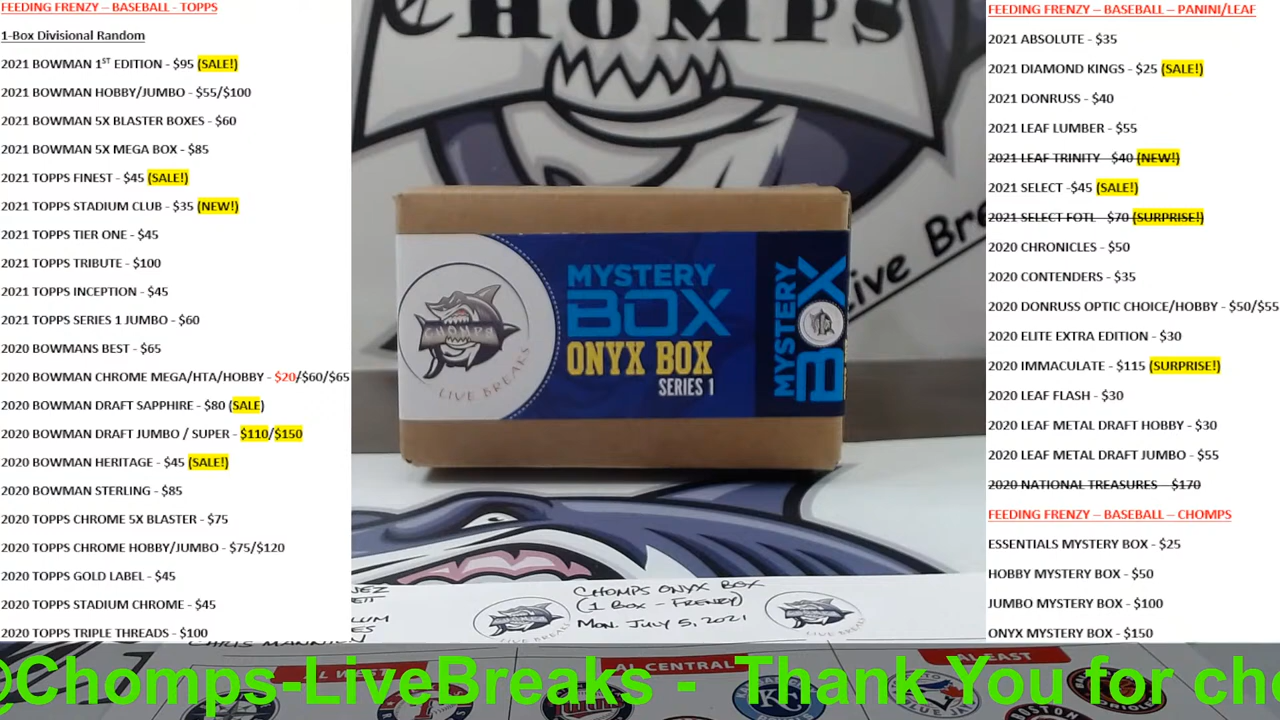 FEEDING FRENZY – BASEBALL - TOPPS
1-Box Divisional Random
2021 BOWMAN 1ST EDITION - $95 (SALE!)
2021 BOWMAN HOBBY/JUMBO - $55/$100
2021 BOWMAN 5X BLASTER BOXES - $60
2021 BOWMAN 5X MEGA BOX - $85
2021 TOPPS FINEST - $45 (SALE!)
2021 TOPPS STADIUM CLUB - $35 (NEW!)
2021 TOPPS TIER ONE - $45
2021 TOPPS TRIBUTE - $100
2021 TOPPS INCEPTION - $45
2021 TOPPS SERIES 1 JUMBO - $60
2020 BOWMANS BEST - $65
2020 BOWMAN CHROME MEGA/HTA/HOBBY - $20/$60/$65
2020 BOWMAN DRAFT SAPPHIRE - $80 (SALE)
2020 BOWMAN DRAFT JUMBO / SUPER - $110/$150
2020 BOWMAN HERITAGE - $45 (SALE!)
2020 BOWMAN STERLING - $85
2020 TOPPS CHROME 5X BLASTER - $75
2020 TOPPS CHROME HOBBY/JUMBO - $75/$120
2020 TOPPS GOLD LABEL - $45
2020 TOPPS STADIUM CHROME - $45
2020 TOPPS TRIPLE THREADS - $100
CHOMPS
Live Bre
CHOMPS
LIVE BREAKS
MYSTERY
BOX
ONYX BOX
SERIES 1
MYSTERY
BOX
CHOMPS ONYX BOX
(1 BOX - FRENZY)
MON. JULY 5, 2021
CHRIS MANNION
FEEDING FRENZY – BASEBALL – PANINI/LEAF
2021 ABSOLUTE - $35
2021 DIAMOND KINGS - $25 (SALE!)
2021 DONRUSS - $40
2021 LEAF LUMBER - $55
2021 LEAF TRINITY - $40 (NEW!)
2021 SELECT -$45 (SALE!)
2021 SELECT FOTL - $70 (SURPRISE!)
2020 CHRONICLES - $50
2020 CONTENDERS - $35
2020 DONRUSS OPTIC CHOICE/HOBBY - $50/$55
2020 ELITE EXTRA EDITION - $30
2020 IMMACULATE - $115 (SURPRISE!)
2020 LEAF FLASH - $30
2020 LEAF METAL DRAFT HOBBY - $30
2020 LEAF METAL DRAFT JUMBO - $55
2020 NATIONAL TREASURES - $170
FEEDING FRENZY – BASEBALL – CHOMPS
ESSENTIALS MYSTERY BOX - $25
HOBBY MYSTERY BOX - $50
JUMBO MYSTERY BOX - $100
ONYX MYSTERY BOX - $150
AL W
AL CENTRAL
AL EAST
@Chomps-LiveBreaks - Thank You for che